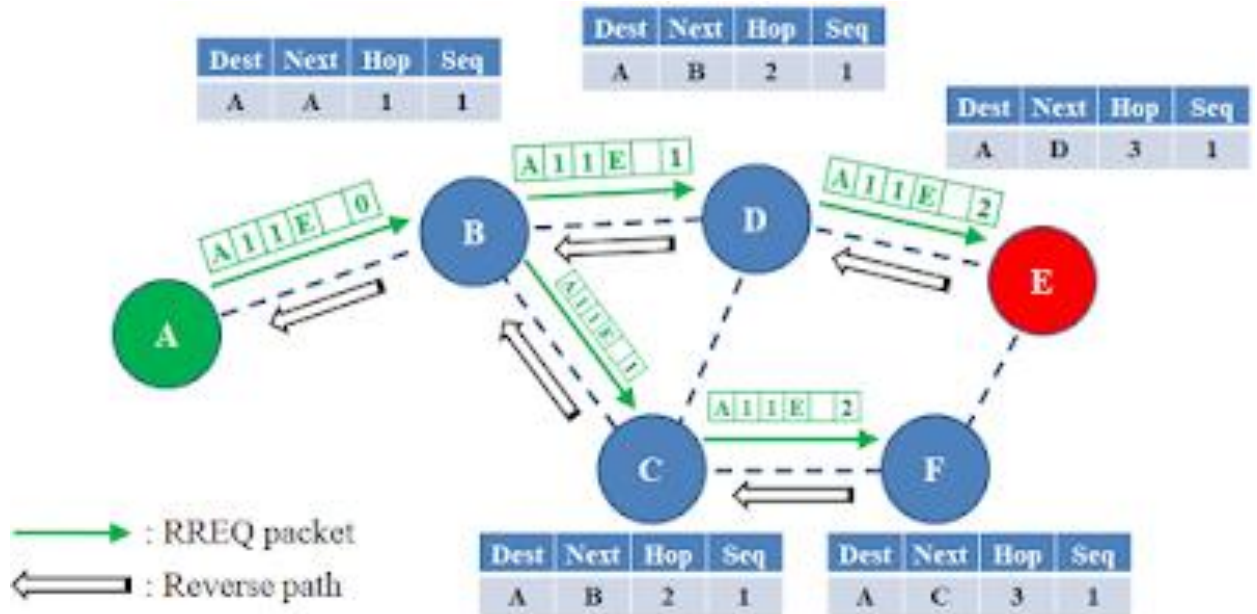 Dest Next Hop Seq
A B 2 1
Dest Next Hop Seq
A A 1 1
Dest Next Hop Seq
A D 3 1
A 1 1 E 0
A 1 1 E 1
A 1 1 E 2
A
B
D
E
A 1 1 E 1
A 1 1 E 2
C
F
: RREQ packet
: Reverse path
Dest Next Hop Seq
A B 2 1
Dest Next Hop Seq
A C 3 1